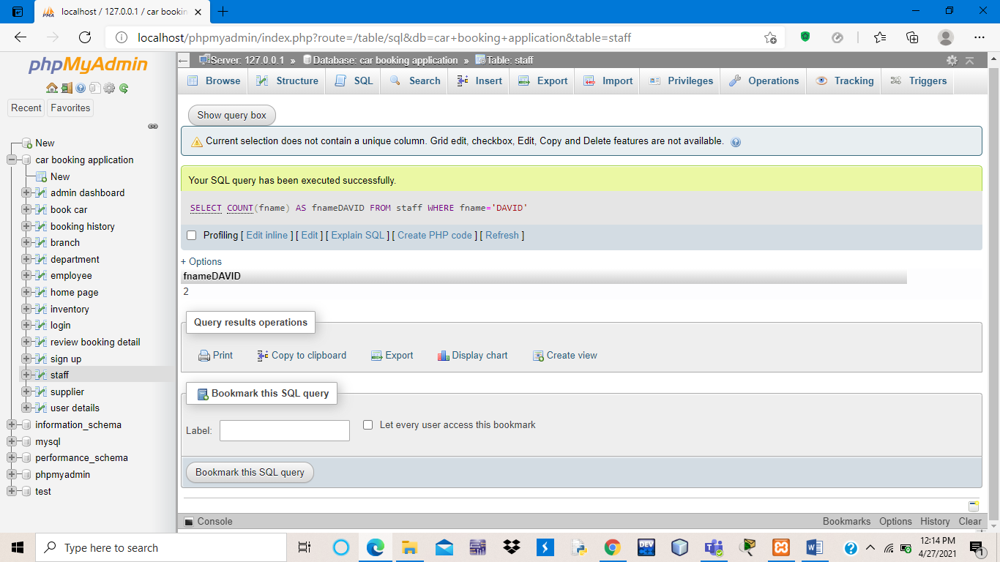 localhost / 127.0.0.1 / car bookin
localhost/phpmyadmin/index.php?route=/table/sql&db=car+booking+application&table=staff
phpMyAdmin
Recent Favorites
New
car booking application
New
admin dashboard
book car
booking history
branch
department
employee
home page
inventory
login
review booking detail
sign up
staff
supplier
user details
information_schema
mysql
performance_schema
phpmyadmin
test
Server: 127.0.0.1 » Database: car booking application » Table: staff
Browse Structure SQL Search Insert Export Import Privileges Operations Tracking Triggers
Show query box
Current selection does not contain a unique column. Grid edit, checkbox, Edit, Copy and Delete features are not available.
Your SQL query has been executed successfully.
SELECT COUNT(fname) AS fnameDAVID FROM staff WHERE fname='DAVID'
Profiling [ Edit inline ] [ Edit ] [ Explain SQL ] [ Create PHP code ] [ Refresh ]
+ Options
fnameDAVID
2
Query results operations
Print Copy to clipboard Export Display chart Create view
Bookmark this SQL query
Label: Let every user access this bookmark
Bookmark this SQL query
Console Bookmarks Options History Clear
Type here to search
DEV
12:14 PM
4/27/2021
1